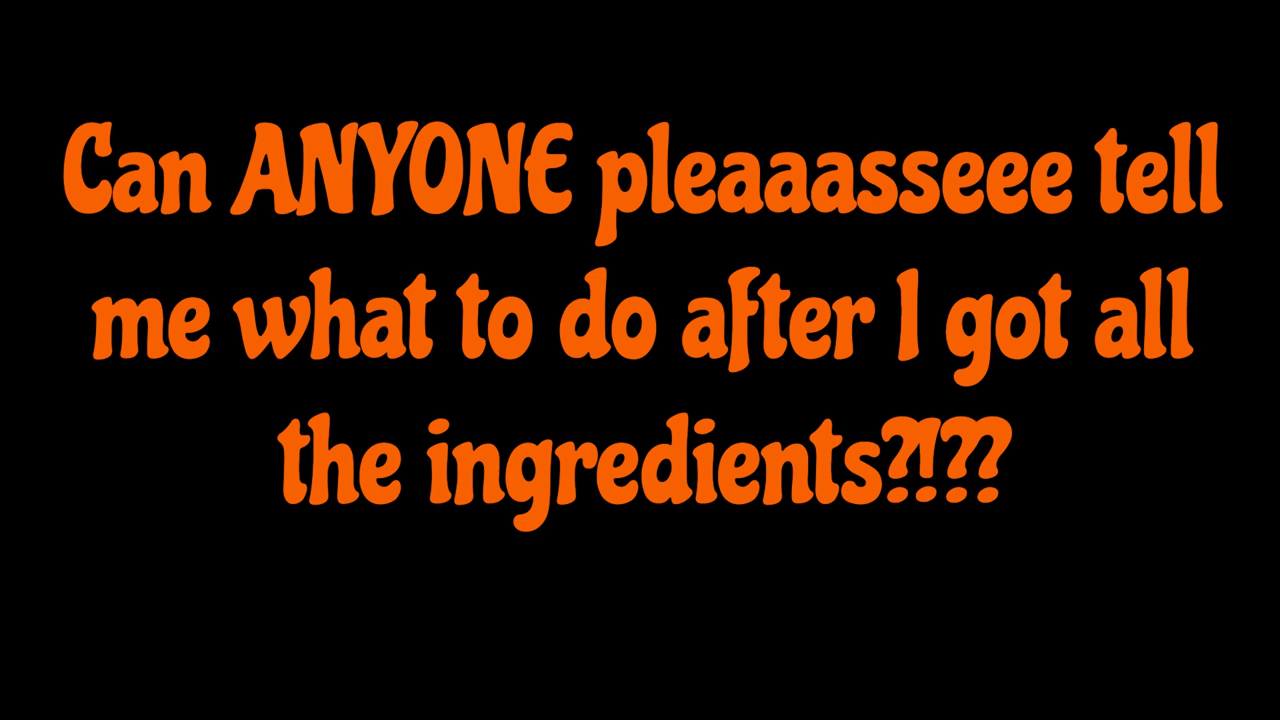 Can ANYONE pleaaasseee tell
me what to do after I got all
the ingredients?!??